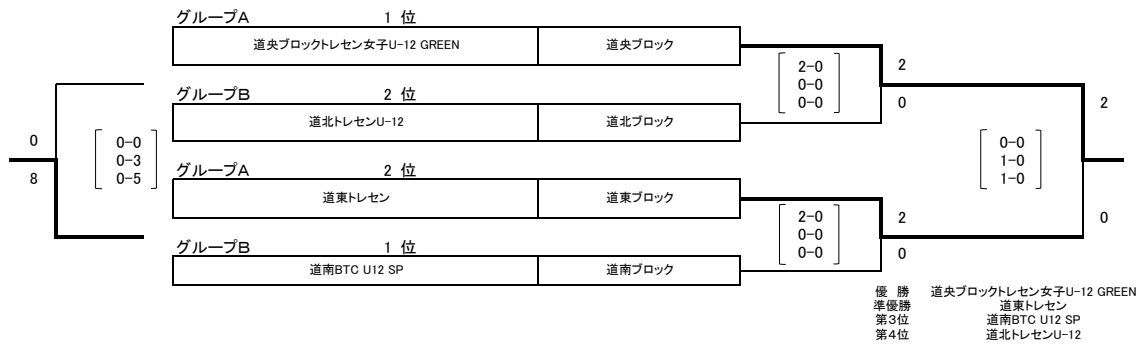 グループA 1 位
道央ブロックトレセン女子U-12 GREEN 道央ブロック
2-0
0-0
0-0
2
0
グループB 2 位
道北トレセンU-12 道北ブロック
0
8
0-0
0-3
0-5
グループA 2 位
道東トレセン 道東ブロック
2-0
0-0
0-0
2
0
グループB 1 位
道南BTC U12 SP 道南ブロック
2
0
0-0
1-0
1-0
優 勝 道央ブロックトレセン女子U-12 GREEN
準優勝 道東トレセン
第3位 道南BTC U12 SP
第4位 道北トレセンU-12